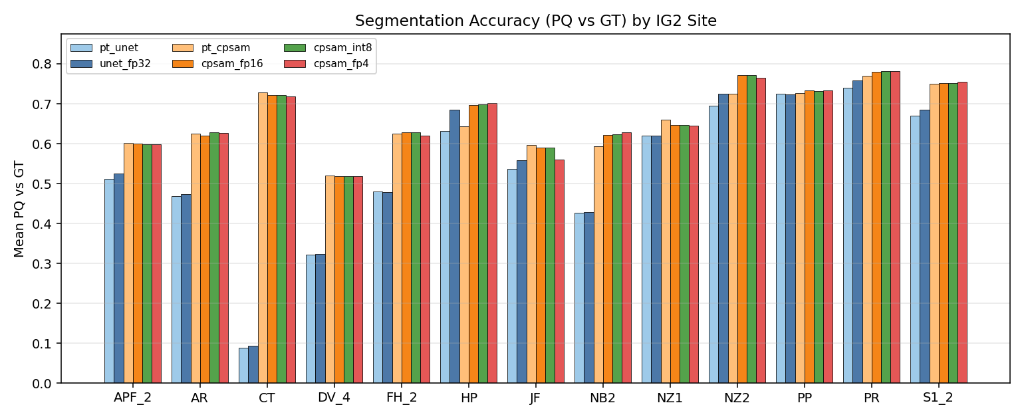 Segmentation Accuracy (PQ vs GT) by IG2 Site
pt_unet pt_cpsam cpsam_int8
unet_fp32 cpsam_fp16 cpsam_fp4
Mean PQ vs GT
0.8
0.7
0.6
0.5
0.4
0.3
0.2
0.1
0.0
APF_2 AR CT DV_4 FH_2 HP JF NB2 NZ1 NZ2 PP PR S1_2